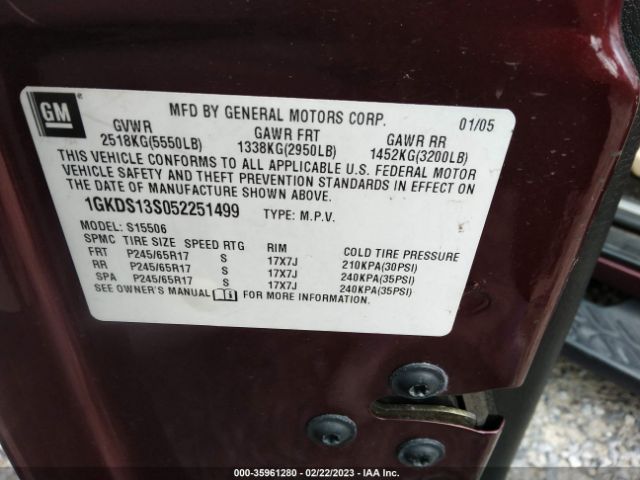 GM
MFD BY GENERAL MOTORS CORP. 01/05
GVWR GAWR FRT GAWR RR
2518KG(5550LB) 1338KG(2950LB) 1452KG(3200LB)
THIS VEHICLE CONFORMS TO ALL APPLICABLE U.S. FEDERAL MOTOR
VEHICLE SAFETY AND THEFT PREVENTION STANDARDS IN EFFECT ON
THE DATE OF MANUFACTURE SHOWN ABOVE.
1GKDS13S052251499 TYPE: M.P.V.
MODEL: S15506
SPMC TIRE SIZE SPEED RTG RIM COLD TIRE PRESSURE
FRT P245/65R17 S 17X7J 210KPA(30PSI)
RR P245/65R17 S 17X7J 240KPA(35PSI)
SPA P245/65R17 S 17X7J 240KPA(35PSI)
SEE OWNER'S MANUAL FOR MORE INFORMATION.
000-35961280 - 02/22/2023 - IAA Inc.